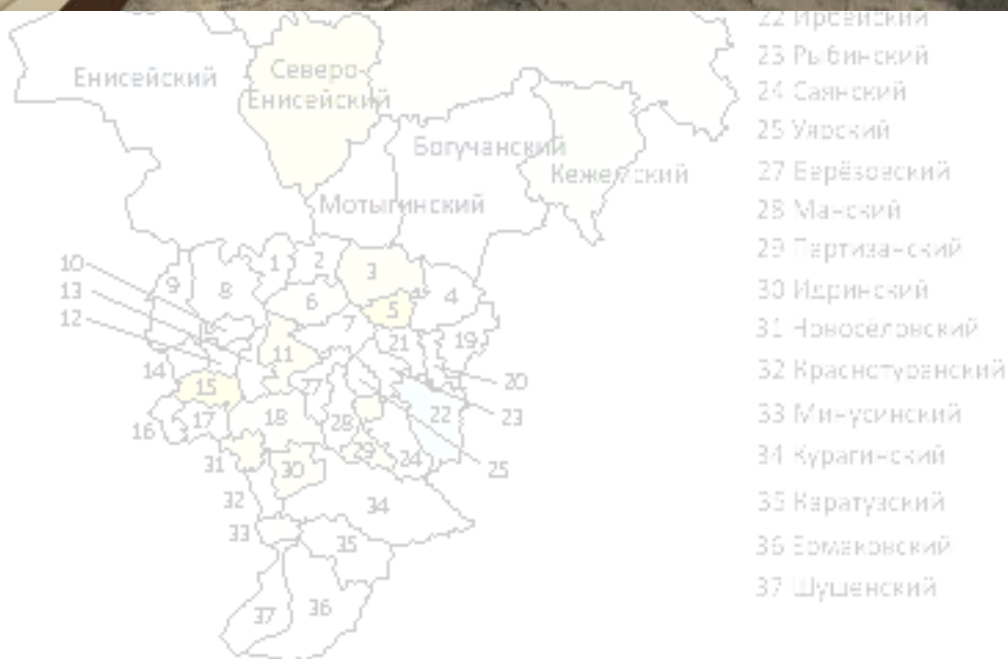 Енисейский
Северо-
Енисейский
Богучанский
Кежемский
Мотыгинский
1
2
3
4
5
6
7
8
9
10
13
12
11
14
15
16
17
18
19
20
21
22
23
24
25
27
28
29
30
31
32
33
34
35
36
37
22 Ирбейский
23 Рыбинский
24 Саянский
25 Уярский
27 Берёзовский
28 Манский
29 Партизанский
30 Идринский
31 Новосёловский
32 Краснотуранский
33 Минусинский
34 Курагинский
35 Каратузский
36 Ермаковский
37 Шушенский